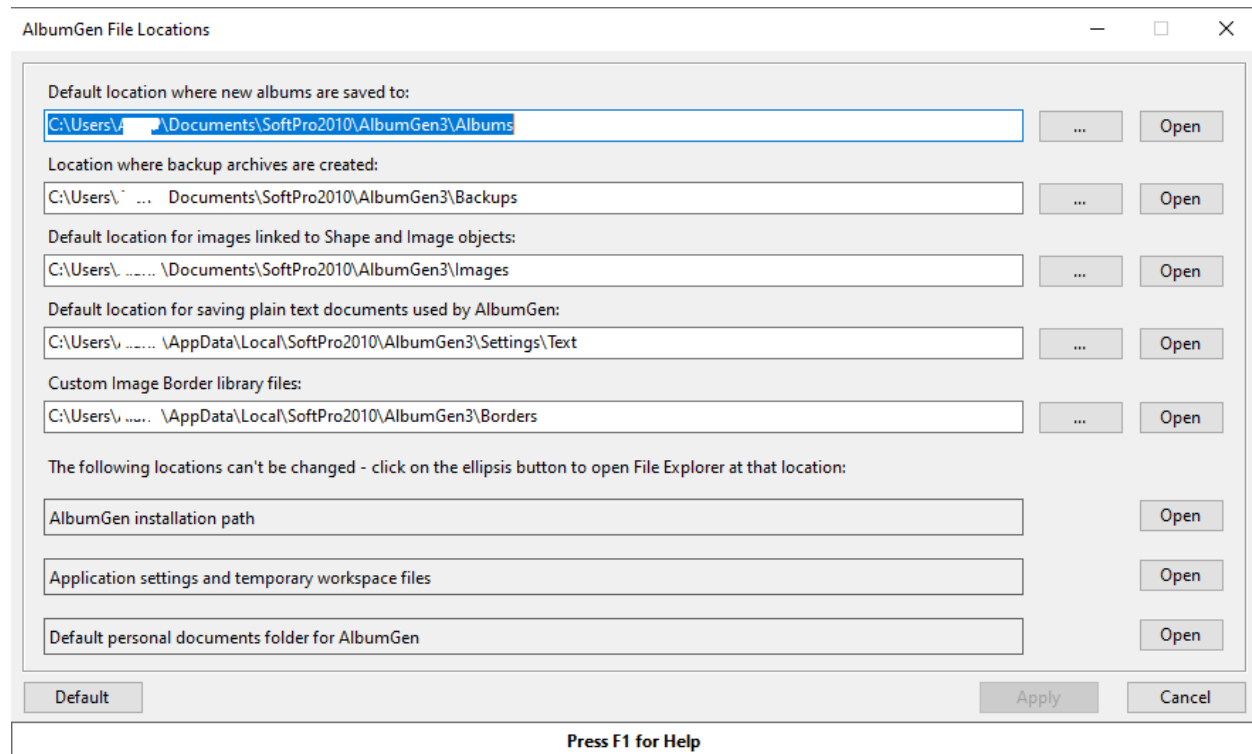 AlbumGen File Locations
Default location where new albums are saved to:
C:\Users\ \Documents\SoftPro2010\AlbumGen3\Albums
... Open
Location where backup archives are created:
C:\Users\ Documents\SoftPro2010\AlbumGen3\Backups
... Open
Default location for images linked to Shape and Image objects:
C:\Users\ \Documents\SoftPro2010\AlbumGen3\Images
... Open
Default location for saving plain text documents used by AlbumGen:
C:\Users\ \AppData\Local\SoftPro2010\AlbumGen3\Settings\Text
... Open
Custom Image Border library files:
C:\Users\ \AppData\Local\SoftPro2010\AlbumGen3\Borders
... Open
The following locations can't be changed - click on the ellipsis button to open File Explorer at that location:
AlbumGen installation path
Open
Application settings and temporary workspace files
Open
Default personal documents folder for AlbumGen
Open
Default Apply Cancel
Press F1 for Help